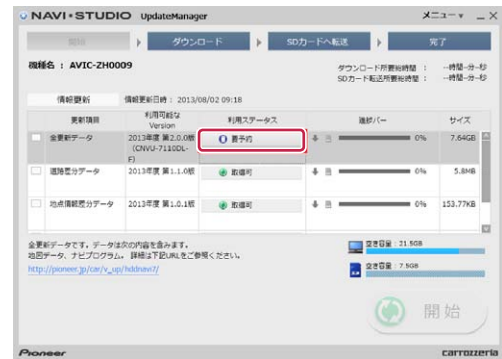 NAVI・STUDIO UpdateManager
メニュー
ダウンロード
SDカードへ転送
完了
機種名 : AVIC-ZH0009
ダウンロード所要総時間 : --時間--分--秒
SDカード転送所要総時間 : --時間--分--秒
情報更新 情報更新日時 : 2013/08/02 09:18
更新項目 利用可能な Version 利用ステータス 進捗バー サイズ
全更新データ 2013年度 第2.0.0版 (CNVU-7110DL-F) 要予約 0% 7.64GB
道路差分データ 2013年度 第1.1.0版 取得可 0% 5.8MB
地点情報差分データ 2013年度 第1.0.1版 取得可 0% 153.77KB
全更新データです。データは次の内容を含みます。
地図データ、ナビプログラム。 詳細は下記URLをご参照ください。
http://pioneer.jp/car/v_up/hddnavi7/
空き容量 : 21.5GB
空き容量 : 7.5GB
開始
Pioneer
carrozzeria